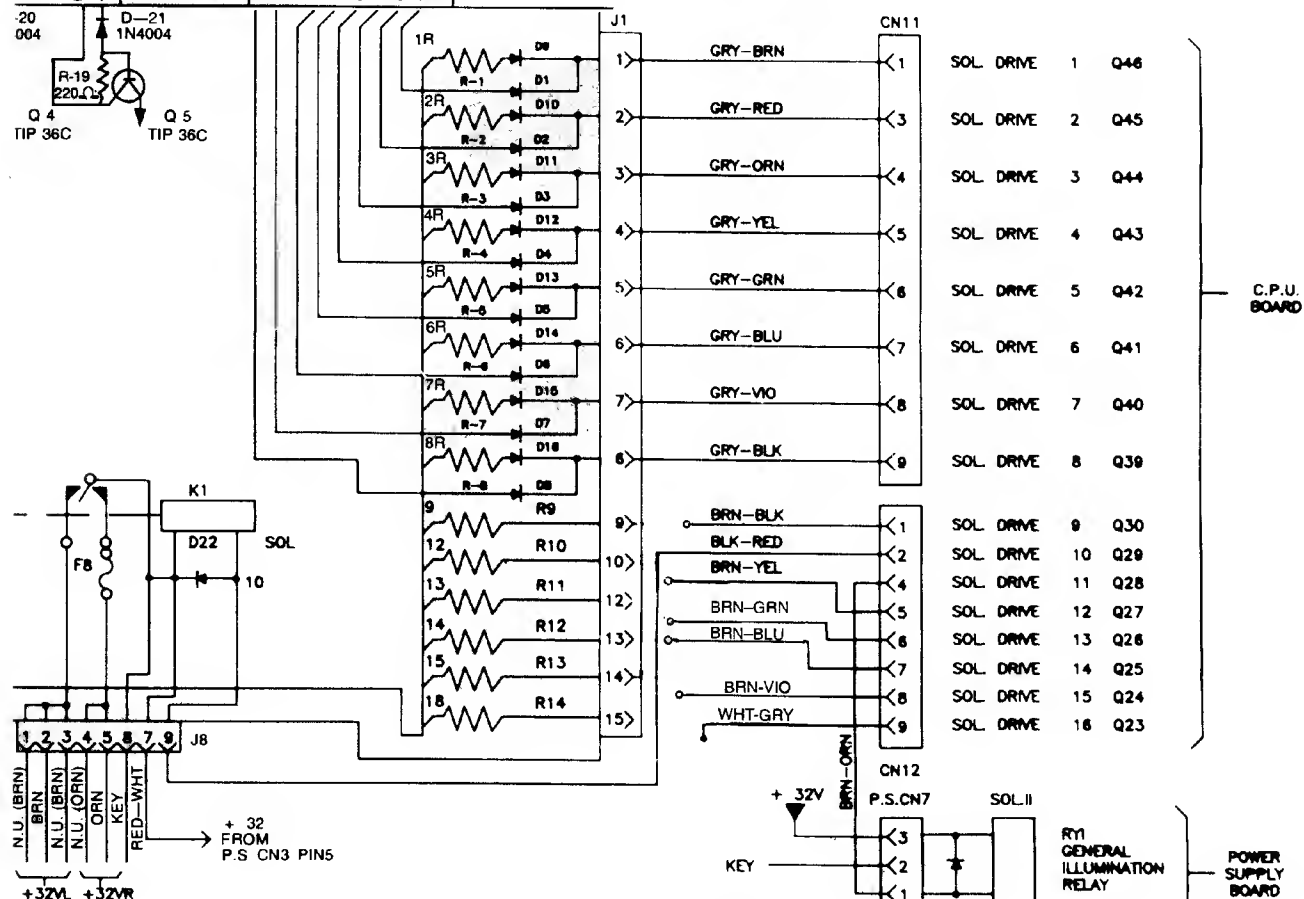 -20
004
D-21
1N4004
R-19
220Ω
Q 4
TIP 36C
Q 5
TIP 36C
J1
CN11
1R
R-1
D9
D1
1
GRY-BRN
1
SOL. DRIVE 1 Q46
2R
R-2
D10
D2
2
GRY-RED
3
SOL. DRIVE 2 Q45
3R
R-3
D11
D3
3
GRY-ORN
4
SOL. DRIVE 3 Q44
4R
R-4
D12
D4
4
GRY-YEL
5
SOL. DRIVE 4 Q43
5R
R-5
D13
D5
5
GRY-GRN
6
SOL. DRIVE 5 Q42
6R
R-6
D14
D6
6
GRY-BLU
7
SOL. DRIVE 6 Q41
7R
R-7
D15
D7
7
GRY-VIO
8
SOL. DRIVE 7 Q40
8R
R-8
D16
D8
8
GRY-BLK
9
SOL. DRIVE 8 Q39
C.P.U.
BOARD
K1
D22
SOL
10
F8
9
R9
9
BRN-BLK
1
SOL. DRIVE 9 Q30
12
R10
10
BLK-RED
2
SOL. DRIVE 10 Q29
BRN-YEL
4
SOL. DRIVE 11 Q28
13
R11
12
BRN-GRN
5
SOL. DRIVE 12 Q27
14
R12
13
BRN-BLU
6
SOL. DRIVE 13 Q26
15
R13
14
7
SOL. DRIVE 14 Q25
18
R14
15
BRN-VIO
8
SOL. DRIVE 15 Q24
WHT-GRY
9
SOL. DRIVE 16 Q23
CN12
BRN-ORN
1 2 3 4 5 6 7 9 J8
N.U. (BRN)
BRN
N.U. (BRN)
N.U. (ORN)
ORN
KEY
RED-WHT
+32VL +32VR
+ 32
FROM
P.S CN3 PIN5
+ 32V
P.S.CN7
SOL.II
KEY
3
2
1
RY1
GENERAL
ILLUMINATION
RELAY
POWER
SUPPLY
BOARD